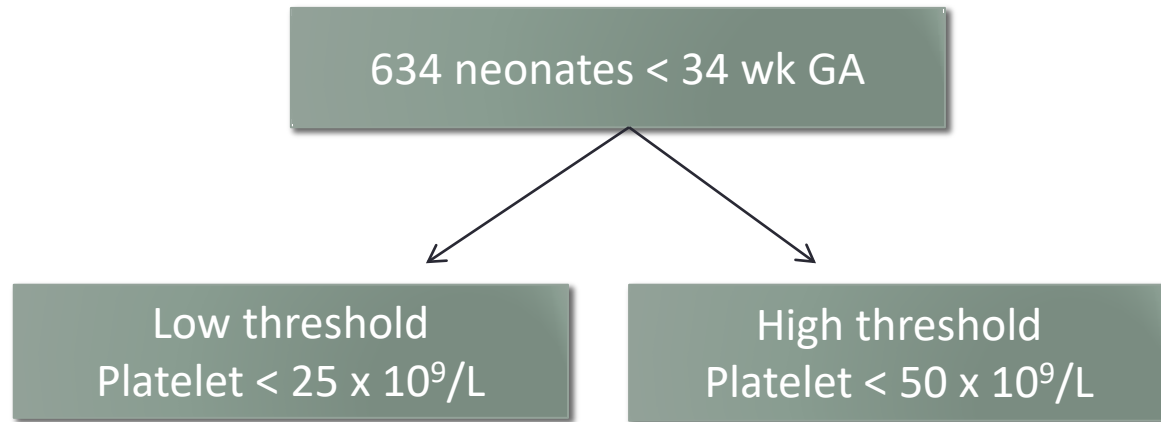 634 neonates < 34 wk GA
Low threshold
Platelet < 25 x 10⁹/L
High threshold
Platelet < 50 x 10⁹/L